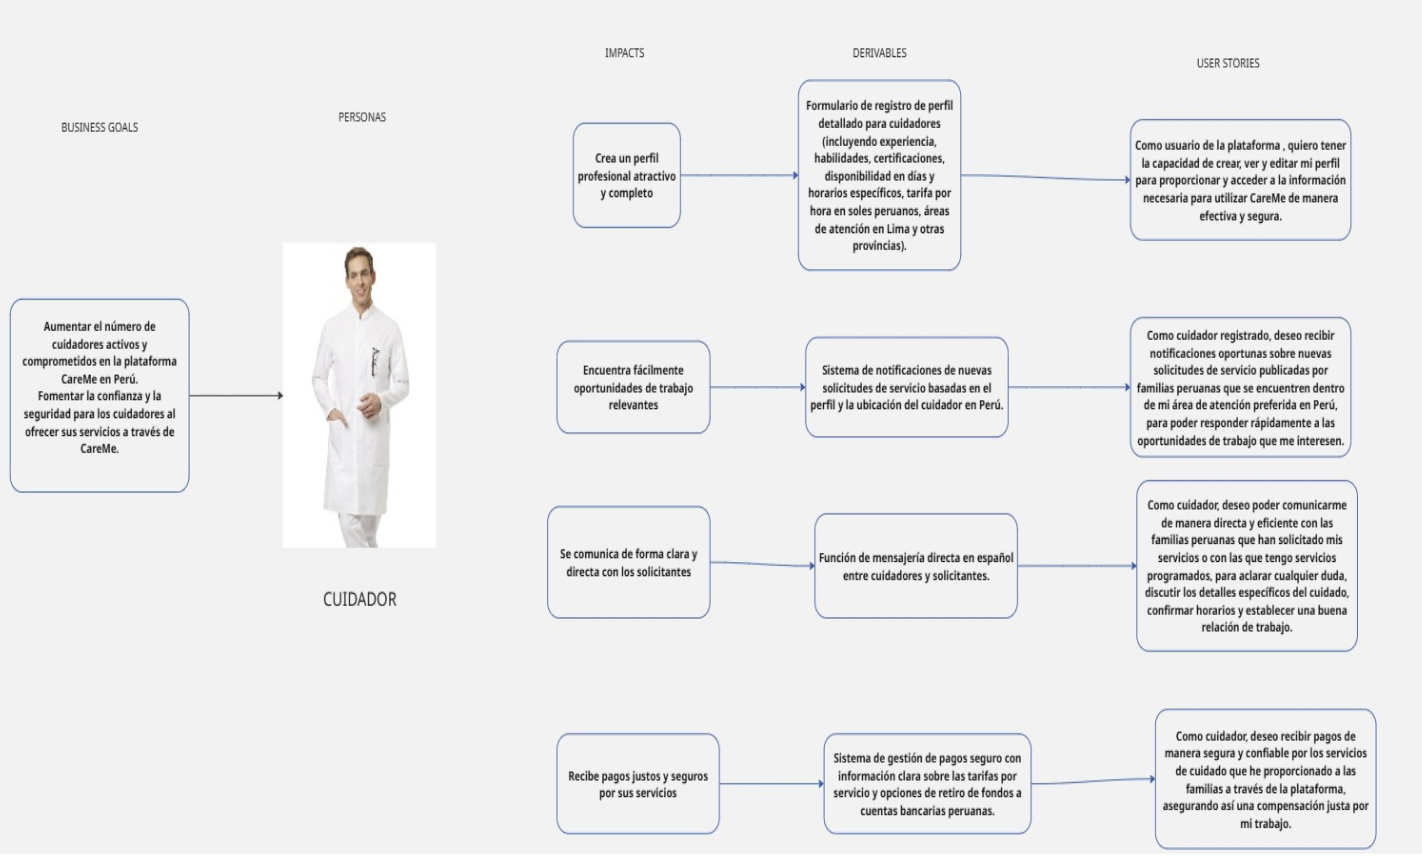 IMPACTS
DERIVABLES
USER STORIES
PERSONAS
BUSINESS GOALS
Aumentar el número de
cuidadores activos y
comprometidos en la plataforma
CareMe en Perú.
Fomentar la confianza y la
seguridad para los cuidadores al
ofrecer sus servicios a través de
CareMe.
CUIDADOR
Crea un perfil
profesional atractivo
y completo
Formulario de registro de perfil
detallado para cuidadores
(incluyendo experiencia,
habilidades, certificaciones,
disponibilidad en días y
horarios específicos, tarifa por
hora en soles peruanos, áreas
de atención en Lima y otras
provincias).
Como usuario de la plataforma , quiero tener
la capacidad de crear, ver y editar mi perfil
para proporcionar y acceder a la información
necesaria para utilizar CareMe de manera
efectiva y segura.
Encuentra fácilmente
oportunidades de trabajo
relevantes
Sistema de notificaciones de nuevas
solicitudes de servicio basadas en el
perfil y la ubicación del cuidador en Perú.
Como cuidador registrado, deseo recibir
notificaciones oportunas sobre nuevas
solicitudes de servicio publicadas por
familias peruanas que se encuentren dentro
de mi área de atención preferida en Perú,
para poder responder rápidamente a las
oportunidades de trabajo que me interesen.
Se comunica de forma clara y
directa con los solicitantes
Función de mensajería directa en español
entre cuidadores y solicitantes.
Como cuidador, deseo poder comunicarme
de manera directa y eficiente con las
familias peruanas que han solicitado mis
servicios o con las que tengo servicios
programados, para aclarar cualquier duda,
discutir los detalles específicos del cuidado,
confirmar horarios y establecer una buena
relación de trabajo.
Recibe pagos justos y seguros
por sus servicios
Sistema de gestión de pagos seguro con
información clara sobre las tarifas por
servicio y opciones de retiro de fondos a
cuentas bancarias peruanas.
Como cuidador, deseo recibir pagos de
manera segura y confiable por los servicios
de cuidado que he proporcionado a las
familias a través de la plataforma,
asegurando así una compensación justa por
mi trabajo.